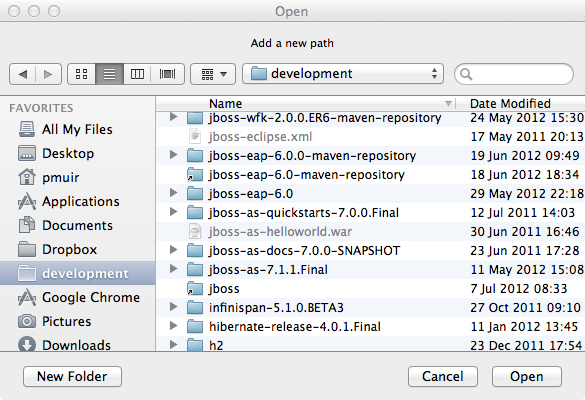 Open
Add a new path
development
FAVORITES
All My Files
Desktop
pmuir
Applications
Documents
Dropbox
development
Google Chrome
Pictures
Downloads
Name Date Modified
jboss-wfk-2.0.0.ER6-maven-repository 24 May 2012 15:30
jboss-eclipse.xml 17 May 2011 20:13
jboss-eap-6.0.0-maven-repository 19 Jun 2012 09:49
jboss-eap-6.0-maven-repository 18 Jun 2012 18:34
jboss-eap-6.0 29 May 2012 22:18
jboss-as-quickstarts-7.0.0.Final 12 Jul 2011 14:03
jboss-as-helloworld.war 30 Jun 2011 16:46
jboss-as-docs-7.0.0-SNAPSHOT 23 Jun 2011 17:28
jboss-as-7.1.1.Final 11 May 2012 15:08
jboss 7 Jul 2012 08:33
infinispan-5.1.0.BETA3 27 Oct 2011 09:10
hibernate-release-4.0.1.Final 11 Jan 2012 13:45
h2 23 Dec 2011 17:54
New Folder
Cancel
Open